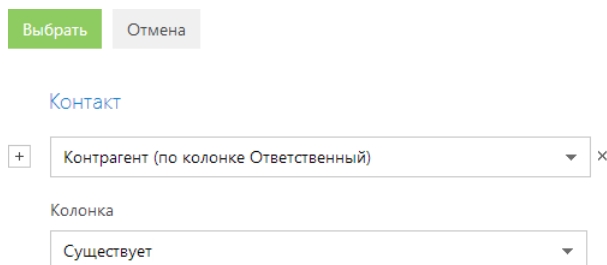 Выбрать Отмена
Контакт
+ Контрагент (по колонке Ответственный) ×
Колонка
Существует